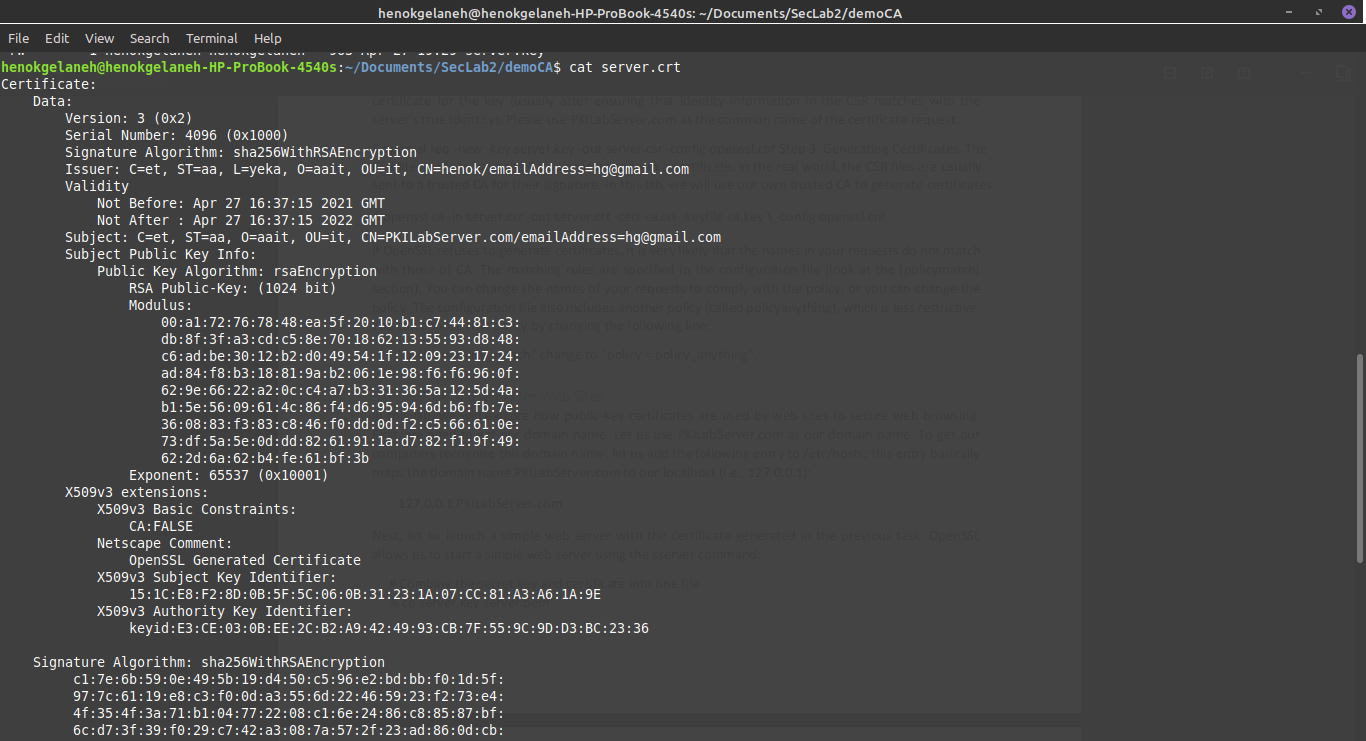 henokgelaneh@henokgelaneh-HP-ProBook-4540s: ~/Documents/SecLab2/demoCA
File Edit View Search Terminal Help
henokgelaneh@henokgelaneh-HP-ProBook-4540s:~/Documents/SecLab2/demoCA$ cat server.crt
Certificate:
Data:
Version: 3 (0x2)
Serial Number: 4096 (0x1000)
Signature Algorithm: sha256WithRSAEncryption
Issuer: C=et, ST=aa, L=yeka, O=aait, OU=it, CN=henok/emailAddress=hg@gmail.com
Validity
Not Before: Apr 27 16:37:15 2021 GMT
Not After : Apr 27 16:37:15 2022 GMT
Subject: C=et, ST=aa, O=aait, OU=it, CN=PKILabServer.com/emailAddress=hg@gmail.com
Subject Public Key Info:
Public Key Algorithm: rsaEncryption
RSA Public-Key: (1024 bit)
Modulus:
00:a1:72:76:78:48:ea:5f:20:10:b1:c7:44:81:c3:
db:8f:3f:a3:cd:c5:8e:70:18:62:13:55:93:d8:48:
c6:ad:be:30:12:b2:d0:49:54:1f:12:09:23:17:24:
ad:84:f8:b3:18:81:9a:b2:06:1e:98:f6:f6:96:0f:
62:9e:66:22:a2:0c:c4:a7:b3:31:36:5a:12:5d:4a:
b1:5e:56:09:61:4c:86:f4:d6:95:94:6d:b6:fb:7e:
36:08:83:f3:83:c8:46:f0:dd:0d:f2:c5:66:61:0e:
73:df:5a:5e:0d:dd:82:61:91:1a:d7:82:f1:9f:49:
62:2d:6a:62:b4:fe:61:bf:3b
Exponent: 65537 (0x10001)
X509v3 extensions:
X509v3 Basic Constraints:
CA:FALSE
Netscape Comment:
OpenSSL Generated Certificate
X509v3 Subject Key Identifier:
15:1C:E8:F2:8D:0B:5F:5C:06:0B:31:23:1A:07:CC:81:A3:A6:1A:9E
X509v3 Authority Key Identifier:
keyid:E3:CE:03:0B:EE:2C:B2:A9:42:49:93:CB:7F:55:9C:9D:D3:BC:23:36
Signature Algorithm: sha256WithRSAEncryption
c1:7e:6b:59:0e:49:5b:19:d4:50:c5:96:e2:bd:bb:f0:1d:5f:
97:7c:61:19:e8:c3:f0:0d:a3:55:6d:22:46:59:23:f2:73:e4:
4f:35:4f:3a:71:b1:04:77:22:08:c1:6e:24:86:c8:85:87:bf:
6c:d7:3f:39:f0:29:c7:42:a3:08:7a:57:2f:23:ad:86:0d:cb: